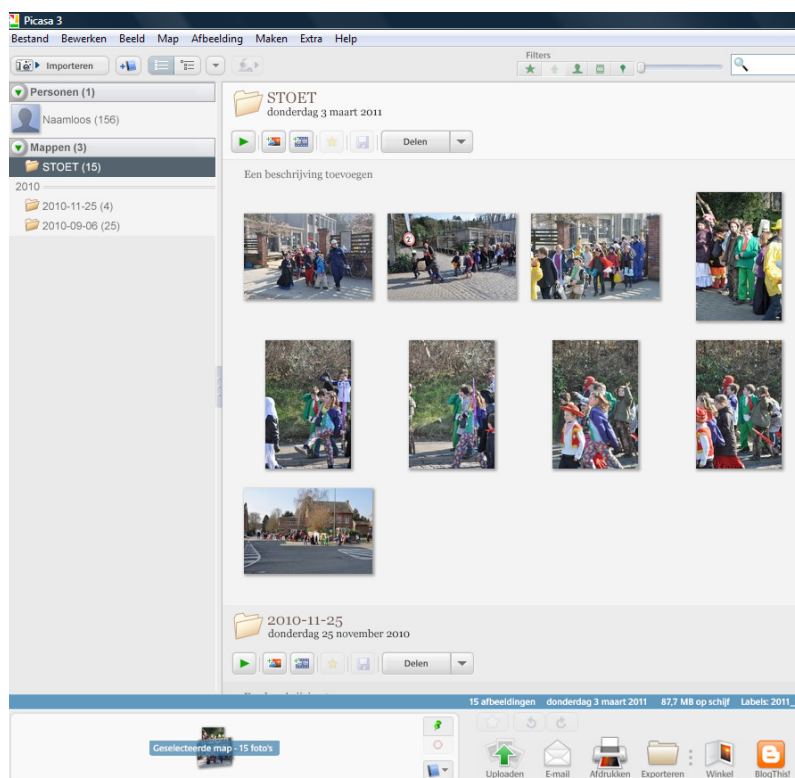 Picasa 3
Bestand Bewerken Beeld Map Afbeelding Maken Extra Help
Importeren
Filters
Personen (1)
Naamloos (156)
Mappen (3)
STOET (15)
2010
2010-11-25 (4)
2010-09-06 (25)
STOET
donderdag 3 maart 2011
Delen
Een beschrijving toevoegen
2010-11-25
donderdag 25 november 2010
Delen
15 afbeeldingen donderdag 3 maart 2011 87,7 MB op schijf Labels: 2011_
Geselecteerde map - 15 foto's
Uploaden E-mail Afdrukken Exporteren Winkel BlogThis!